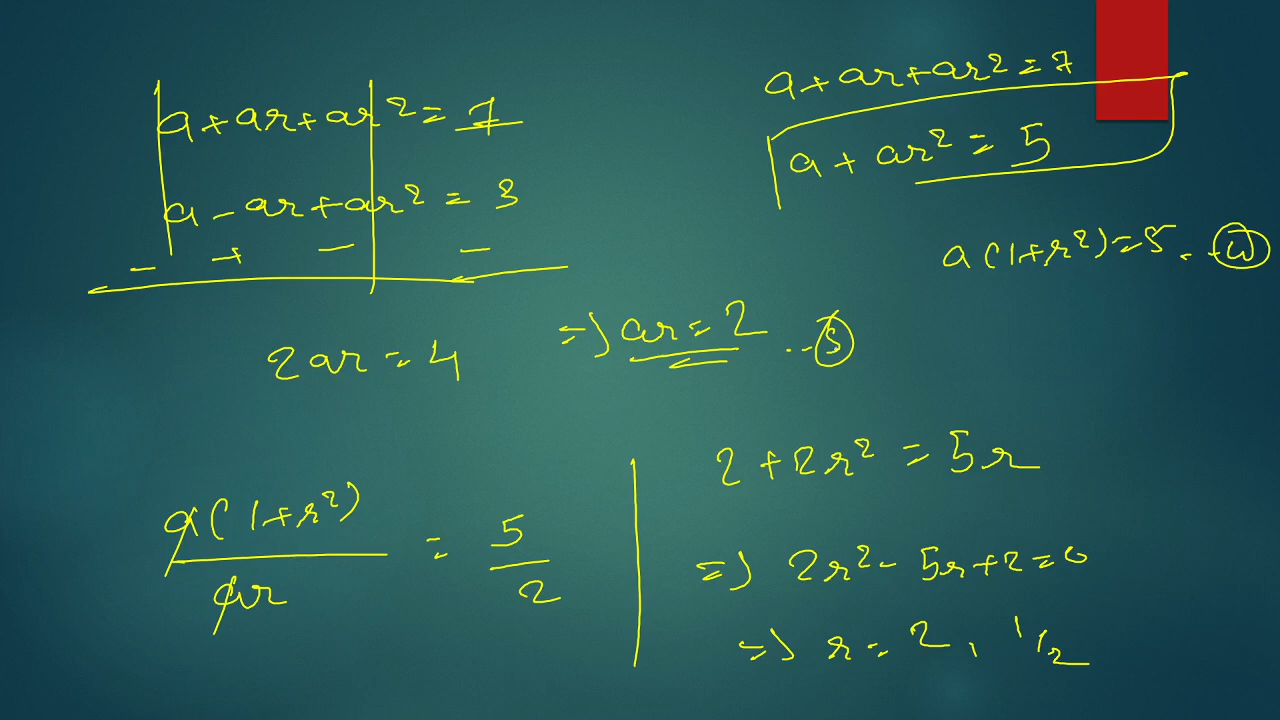 a + ar + ar² = 7
a - ar + ar² = 3
- + - -
2ar = 4 => ar = 2 ..⑤
a + ar + ar² = 7
a + ar² = 5
a(1+r²) = 5 . -④
a(1+r²)/ar = 5/2
2 + 2r² = 5r
=> 2r² - 5r + 2 = 0
=> r = 2, 1/2